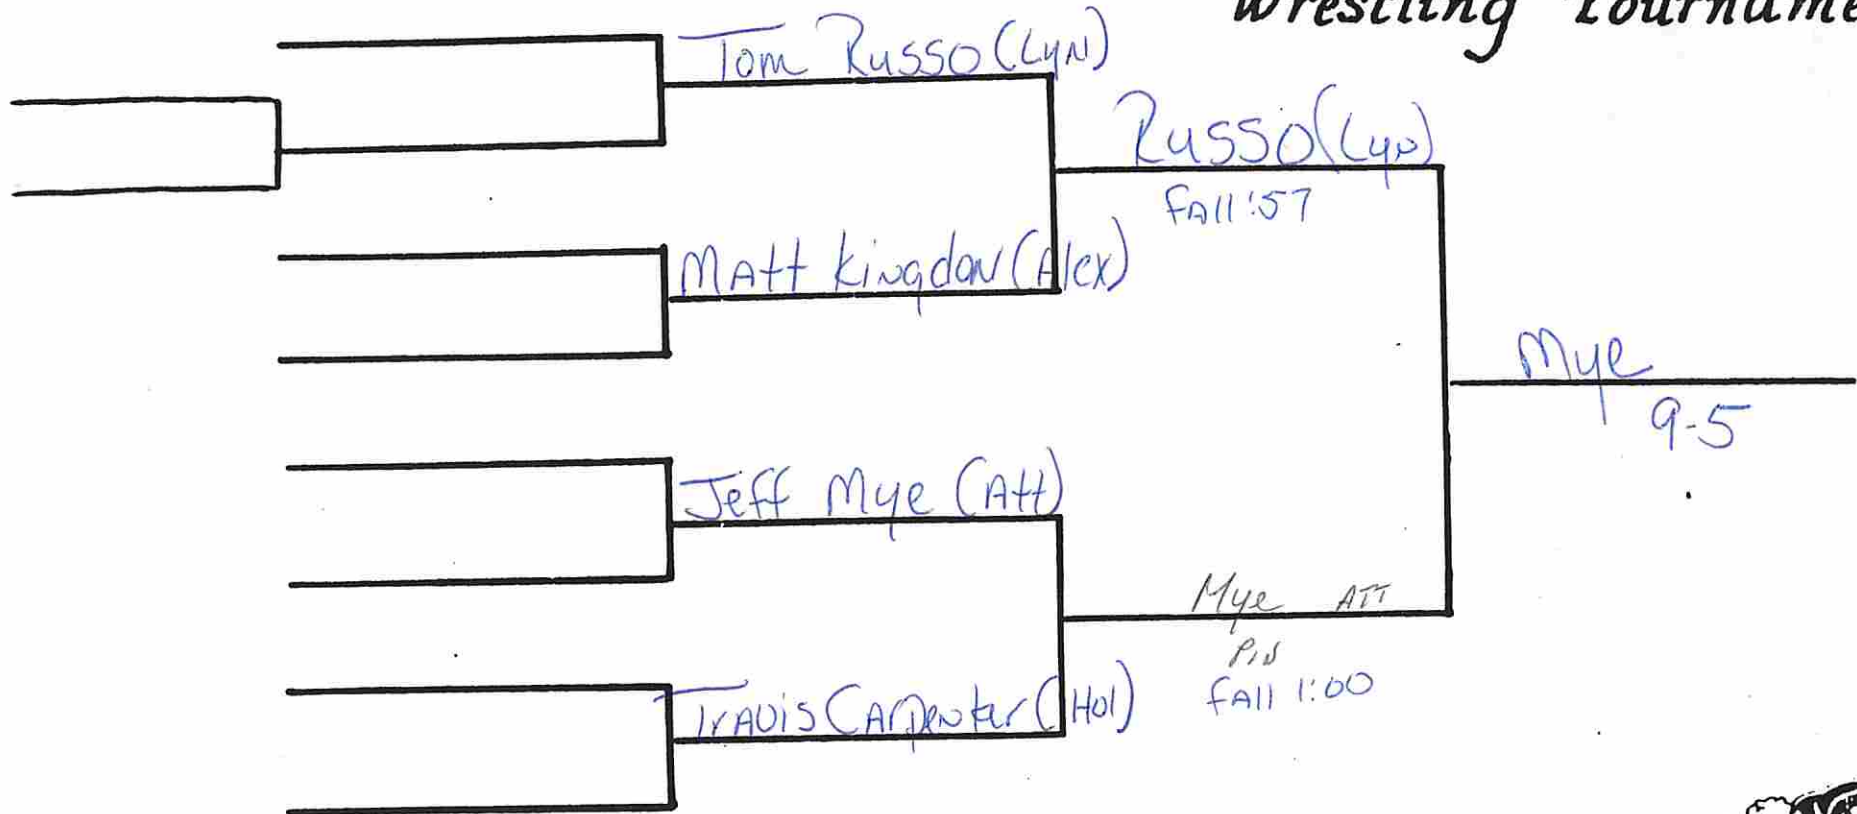 Wrestling Tourname
Tom Russo (Lyn)
Russo (Lyn)
Fall :57
Matt Kingdon (Alex)
Mye
9-5
Jeff Mye (Att)
Mye ATT
Pin
Fall 1:00
Travis Carpenter (Hol)